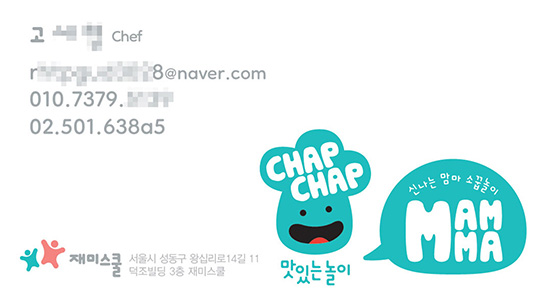 고 Chef
8@naver.com
010.7379.
02.501.638a5
CHAP
CHAP
맛있는 놀이
신나는 맘마 소꿉놀이
MAM
MA
재미스쿨
서울시 성동구 왕십리로14길 11
덕조빌딩 3층 재미스쿨